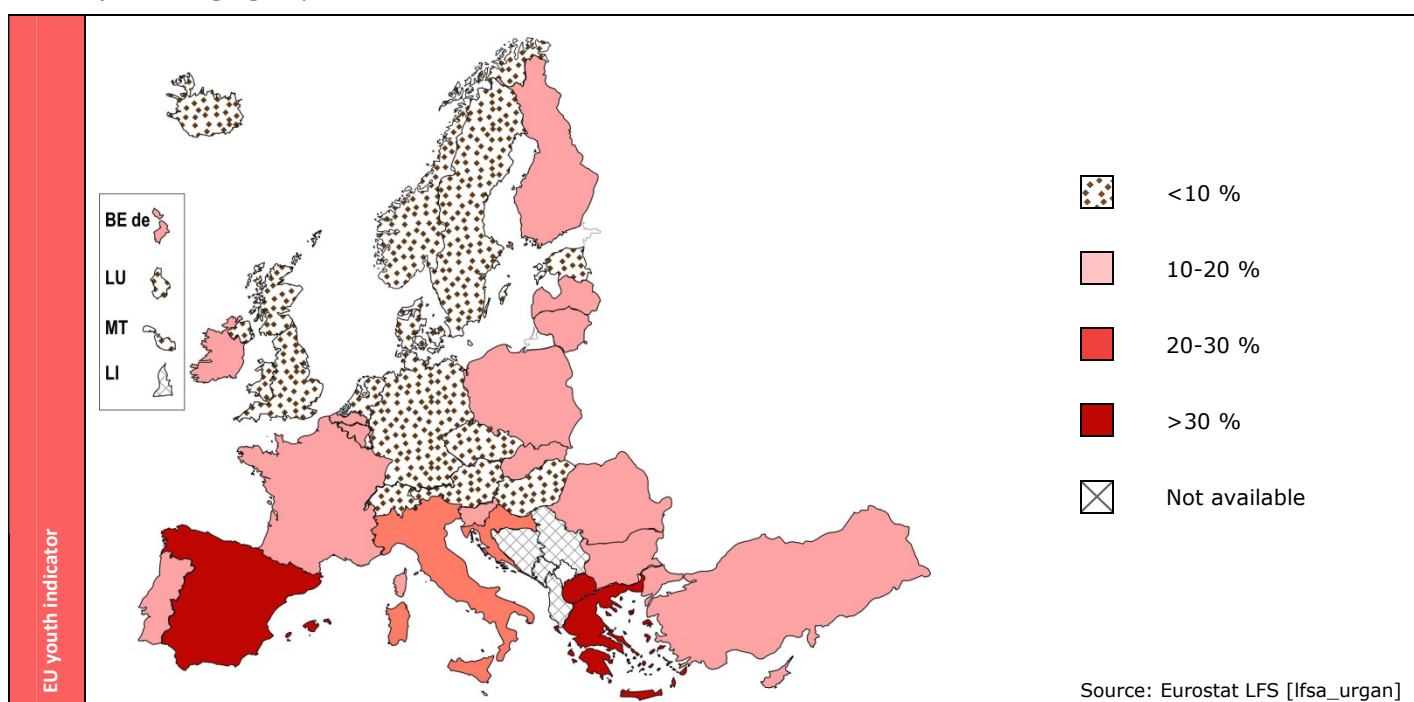 EU youth indicator
BE de
LU
MT
LI
<10 %
10-20 %
20-30 %
>30 %
Not available
Source: Eurostat LFS [lfsa_urgan]